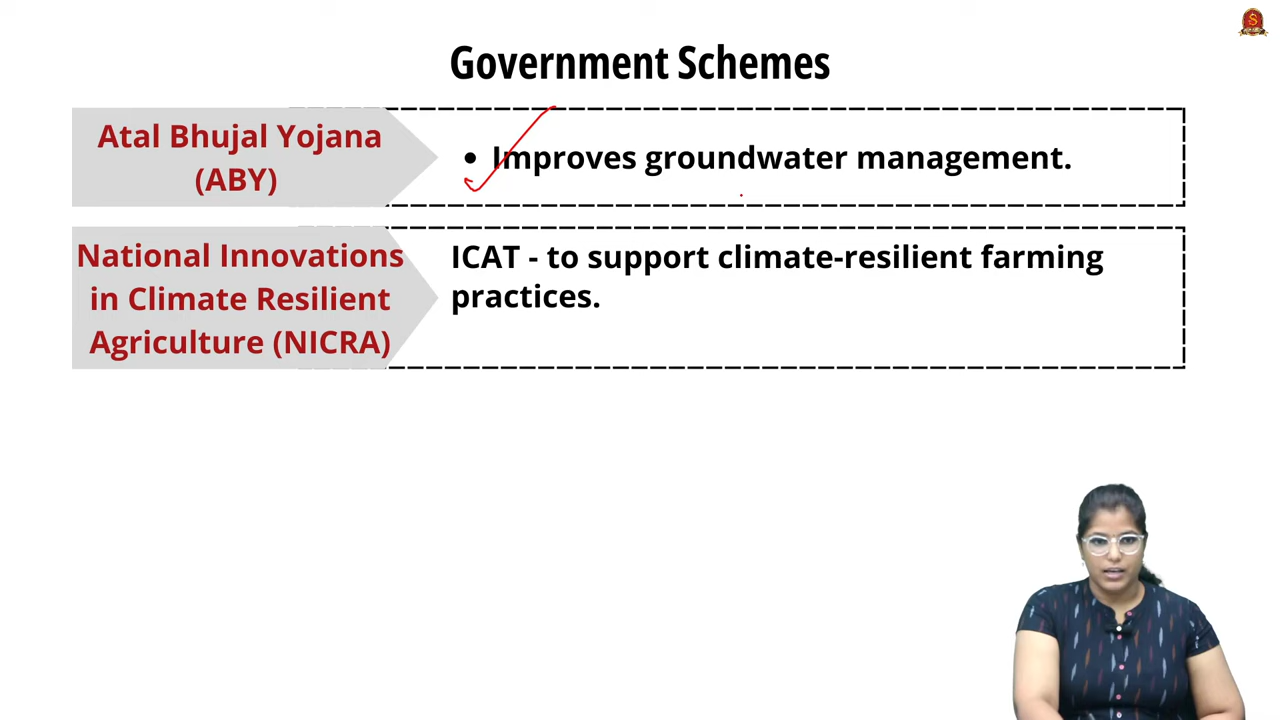 Government Schemes
Atal Bhujal Yojana
(ABY)
• Improves groundwater management.
National Innovations
in Climate Resilient
Agriculture (NICRA)
ICAT - to support climate-resilient farming
practices.